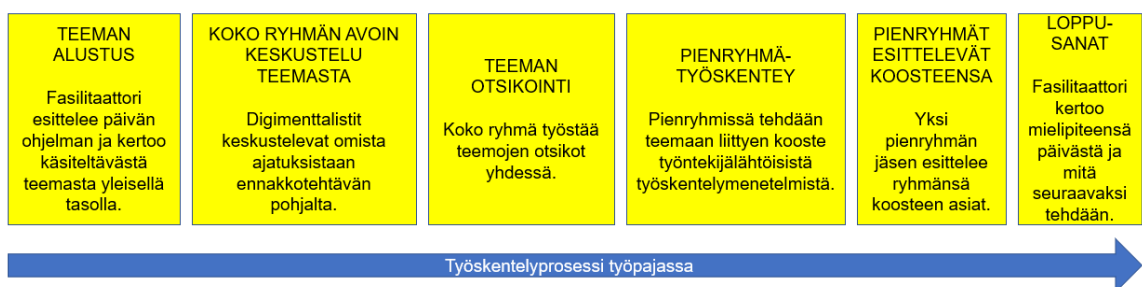 TEEMAN
ALUSTUS
Fasilitaattori
esittelee päivän
ohjelman ja kertoo
käsiteltävästä
teemasta yleisellä
tasolla.
KOKO RYHMÄN AVOIN
KESKUSTELU
TEEMASTA
Digimenttalistit
keskustelevat omista
ajatuksistaan
ennakkotehtävän
pohjalta.
TEEMAN
OTSIKOINTI
Koko ryhmä työstää
teemojen otsikot
yhdessä.
PIENRYHMÄ-
TYÖSKENTEY
Pienryhmissä tehdään
teemaan liittyen kooste
työntekijälähtöisistä
työskentelymenetelmistä.
PIENRYHMÄT
ESITTELEVÄT
KOOSTEENSA
Yksi
pienryhmän
jäsen esittelee
ryhmänsä
koosteen asiat.
LOPPU-
SANAT
Fasilitaattori
kertoo
mielipiteensä
päivästä ja
mitä
seuraavaksi
tehdään.
Työskentelyprosessi työpajassa